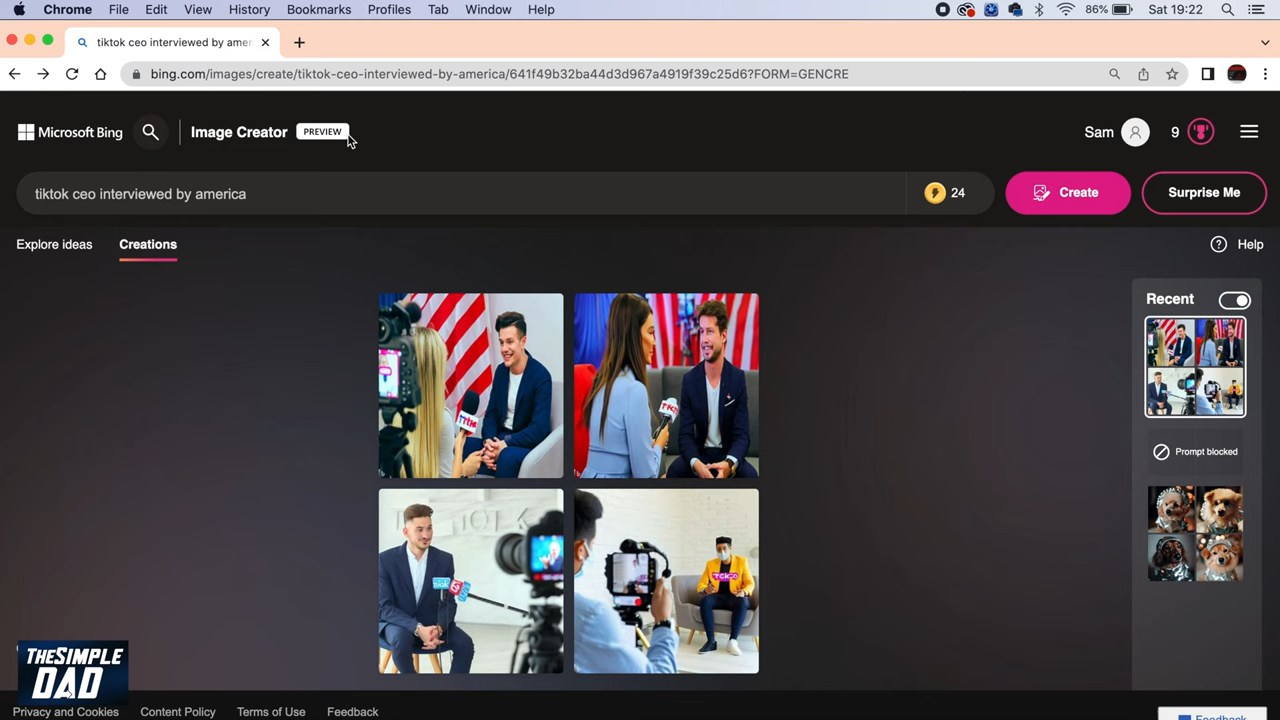 Chrome File Edit View History Bookmarks Profiles Tab Window Help 86% Sat 19:22
tiktok ceo interviewed by amer
bing.com/images/create/tiktok-ceo-interviewed-by-america/641f49b32ba44d3d967a4919f39c25d6?FORM=GENCRE
Microsoft Bing Image Creator PREVIEW Sam 9
tiktok ceo interviewed by america 24 Create Surprise Me
Explore ideas Creations Help
Recent
Prompt blocked
THESIMPLE
DAD
Privacy and Cookies Content Policy Terms of Use Feedback
Feedback